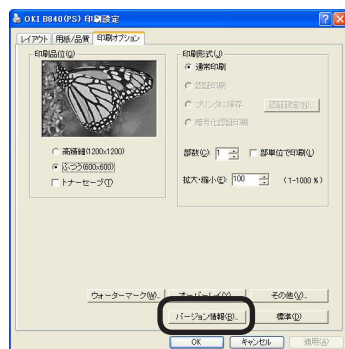 OKI B840(PS) 印刷設定
レイアウト 用紙/品質 印刷オプション
印刷品位(Q)
高精細(1200x1200)
ふつう(600x600)
トナーセーブ(T)
印刷形式(J)
通常印刷
認証印刷
プリンタに保存
認証設定(N)...
暗号化認証印刷
部数(C): 1
部単位で印刷(L)
拡大・縮小(E): 100 (1-1000 %)
ウォーターマーク(W)...
オーバーレイ(Y)...
その他(V)...
バージョン情報(B)...
標準(D)
OK キャンセル 適用(A)